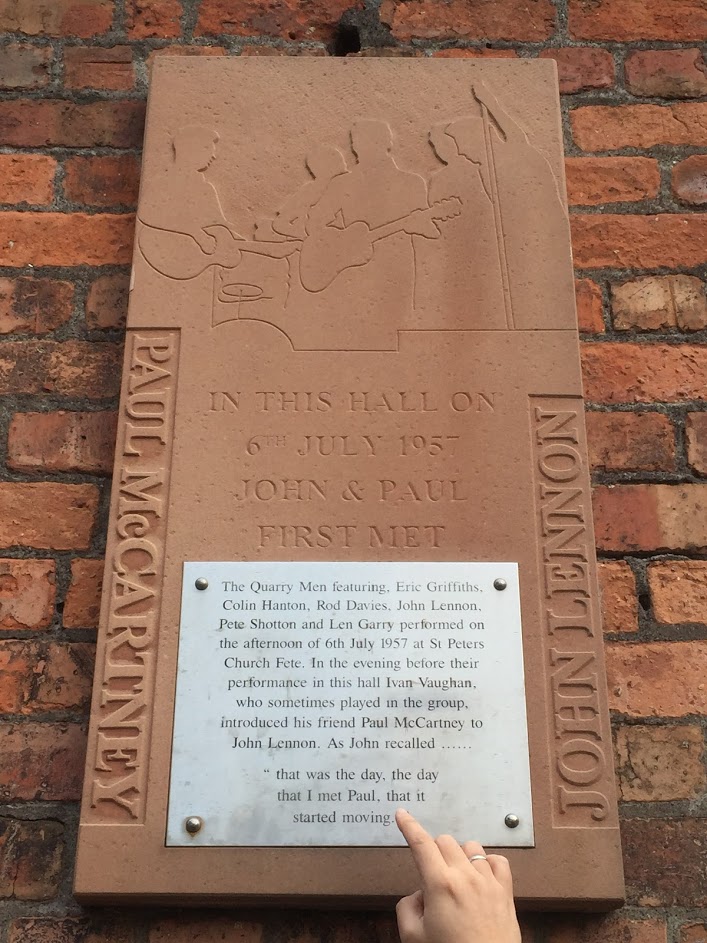 PAUL McCARTNEY
IN THIS HALL ON
6TH JULY 1957
JOHN & PAUL
FIRST MET
JOHN LENNON
The Quarry Men featuring, Eric Griffiths,
Colin Hanton, Rod Davies, John Lennon,
Pete Shotton and Len Garry performed on
the afternoon of 6th July 1957 at St Peters
Church Fete. In the evening before their
performance in this hall Ivan Vaughan,
who sometimes played in the group,
introduced his friend Paul McCartney to
John Lennon. As John recalled ......
“ that was the day, the day
that I met Paul, that it
started moving.